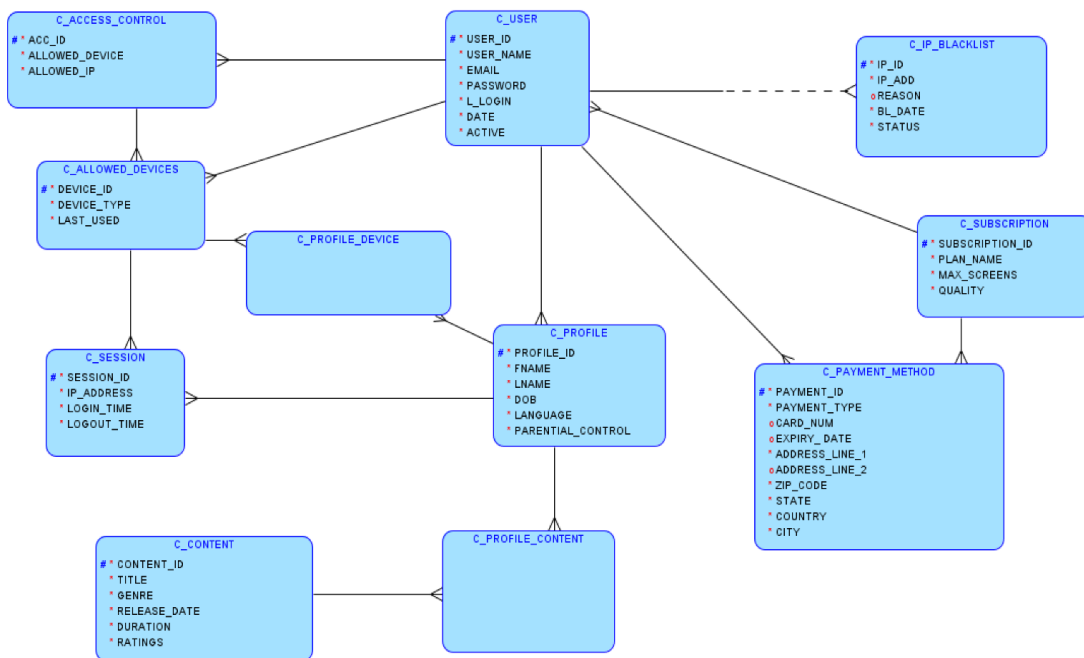 C_ACCESS_CONTROL
# * ACC_ID
* ALLOWED_DEVICE
* ALLOWED_IP
C_USER
# * USER_ID
* USER_NAME
* EMAIL
* PASSWORD
* L_LOGIN
* DATE
* ACTIVE
C_IP_BLACKLIST
# * IP_ID
* IP_ADD
o REASON
* BL_DATE
* STATUS
C_ALLOWED_DEVICES
# * DEVICE_ID
* DEVICE_TYPE
* LAST_USED
C_PROFILE_DEVICE
C_SUBSCRIPTION
# * SUBSCRIPTION_ID
* PLAN_NAME
* MAX_SCREENS
* QUALITY
C_SESSION
# * SESSION_ID
* IP_ADDRESS
* LOGIN_TIME
* LOGOUT_TIME
C_PROFILE
# * PROFILE_ID
* FNAME
* LNAME
* DOB
* LANGUAGE
* PARENTAL_CONTROL
C_PAYMENT_METHOD
# * PAYMENT_ID
* PAYMENT_TYPE
o CARD_NUM
o EXPIRY_ DATE
* ADDRESS_LINE_1
o ADDRESS_LINE_2
* ZIP_CODE
* STATE
* COUNTRY
* CITY
C_CONTENT
# * CONTENT_ID
* TITLE
* GENRE
* RELEASE_DATE
* DURATION
* RATINGS
C_PROFILE_CONTENT